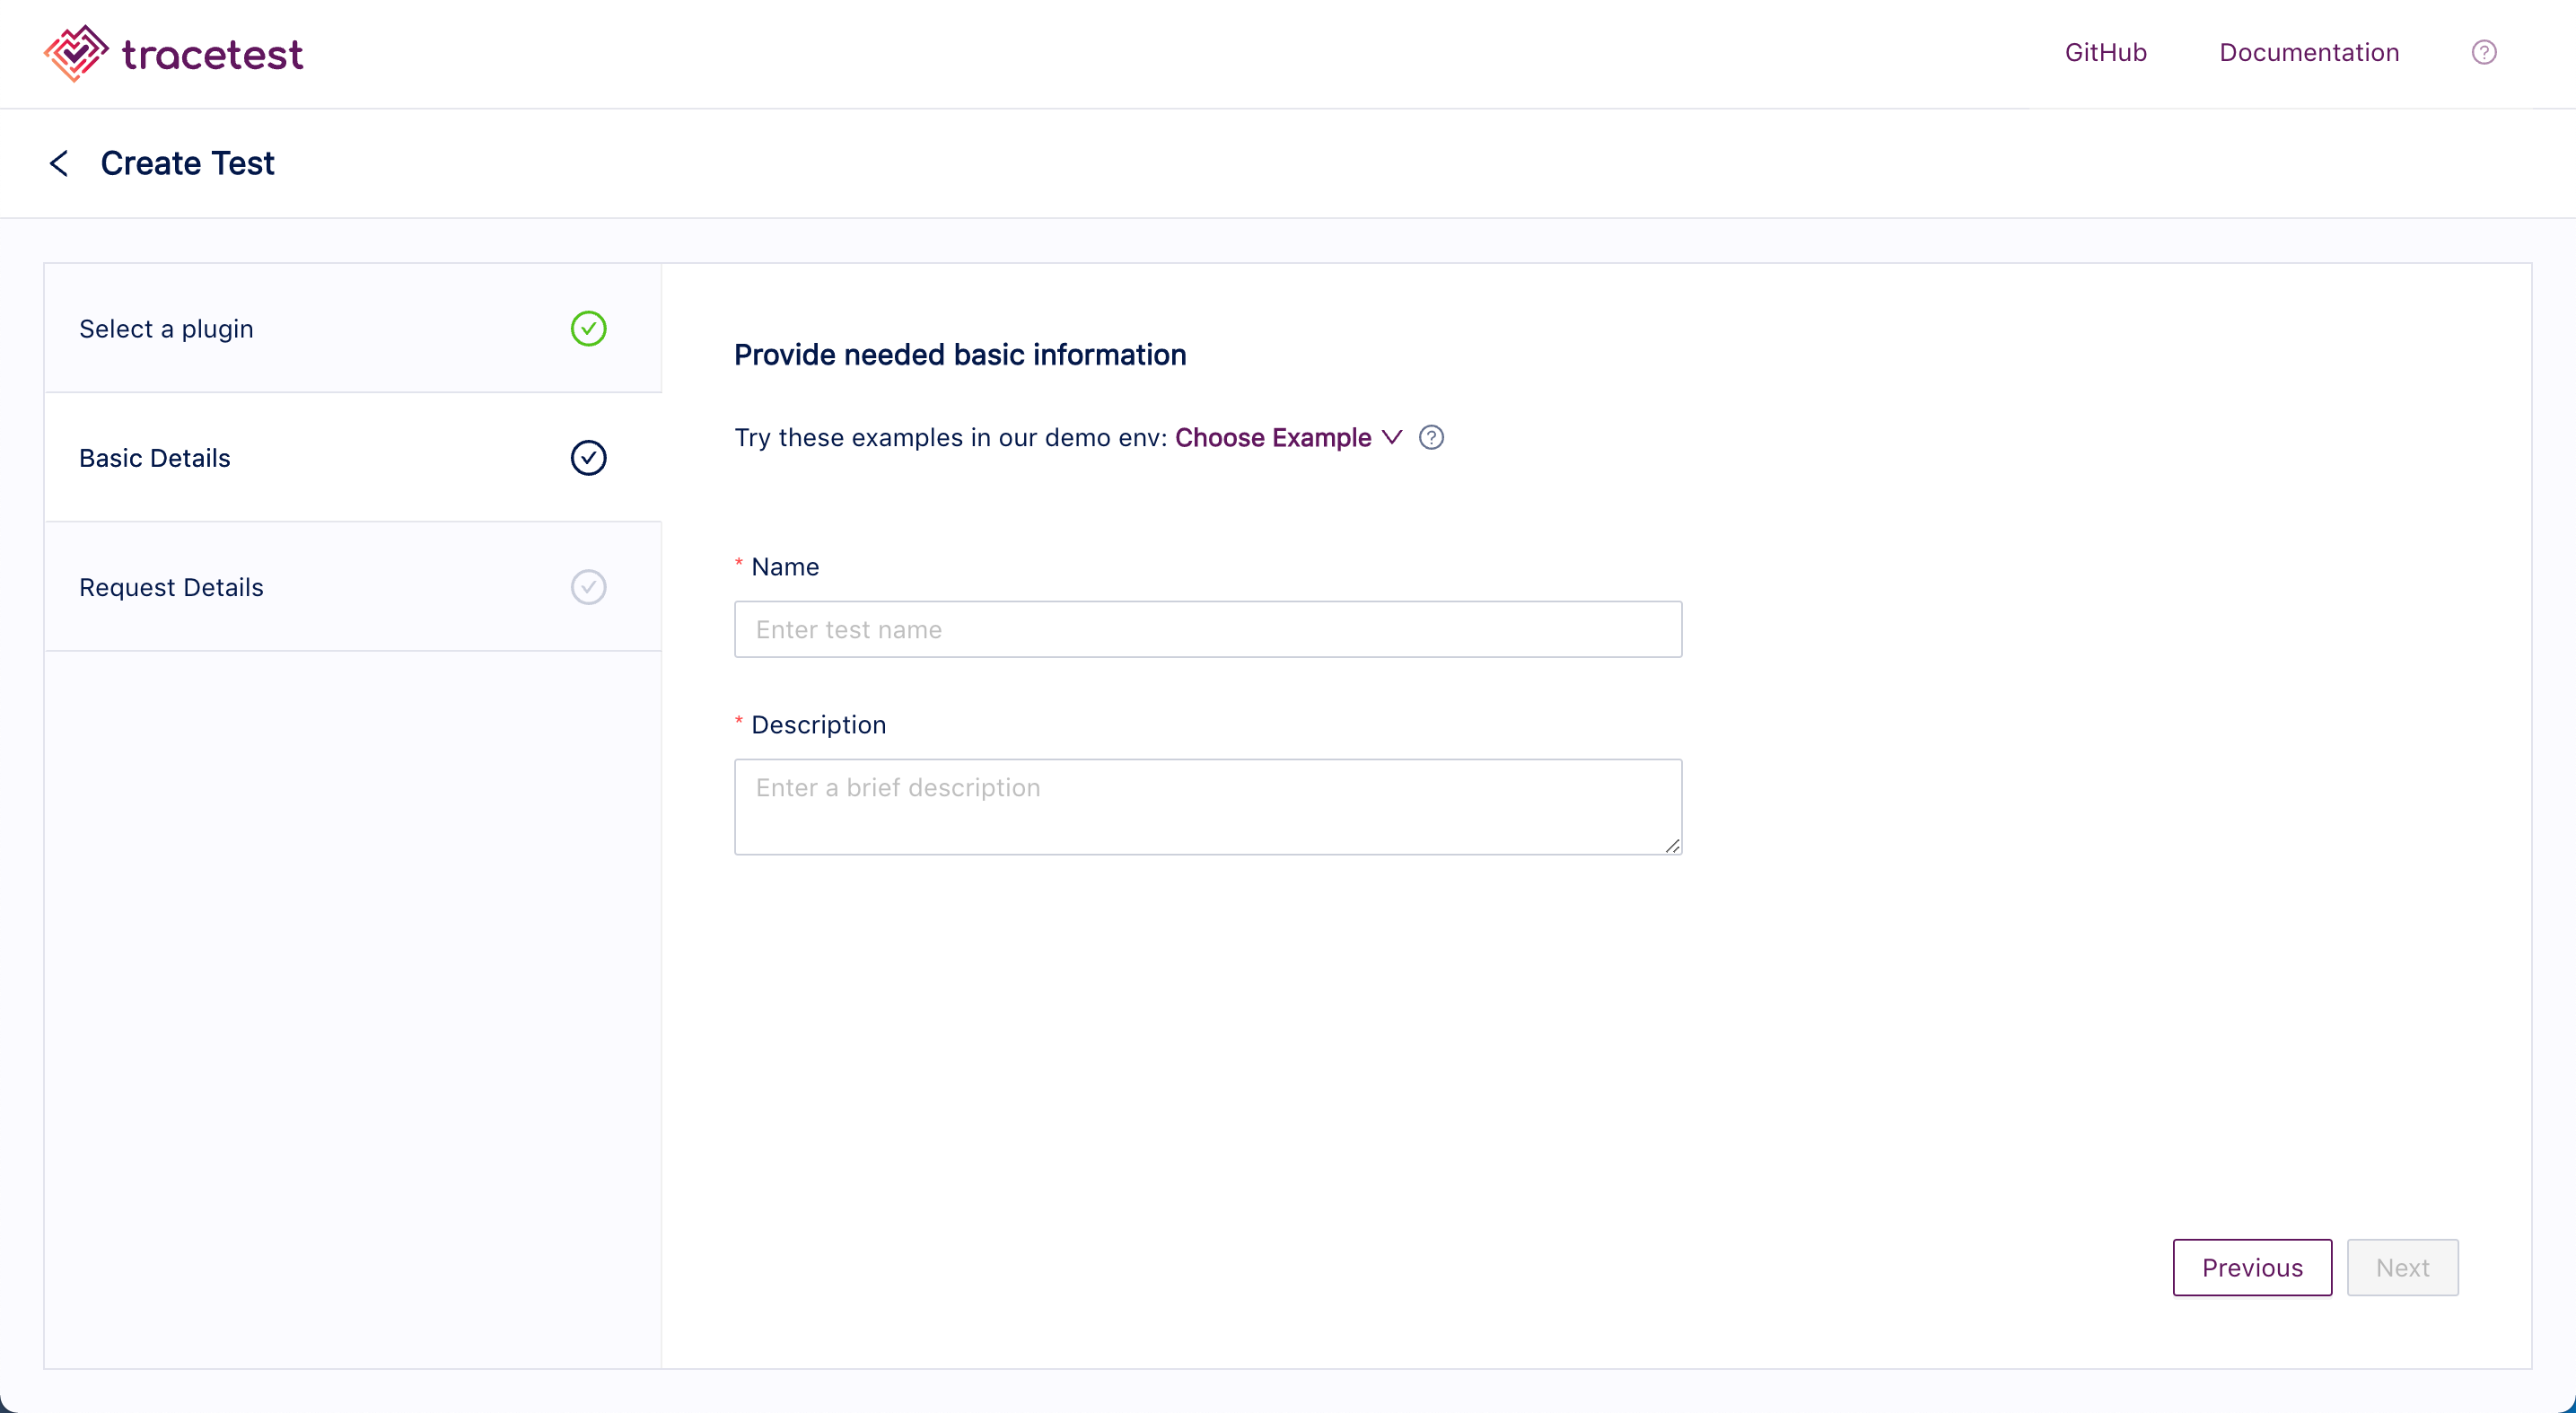 tracetest
GitHub Documentation ?
Create Test
Select a plugin
Basic Details
Request Details
Provide needed basic information
Try these examples in our demo env: Choose Example ?
* Name
Enter test name
* Description
Enter a brief description
Previous Next